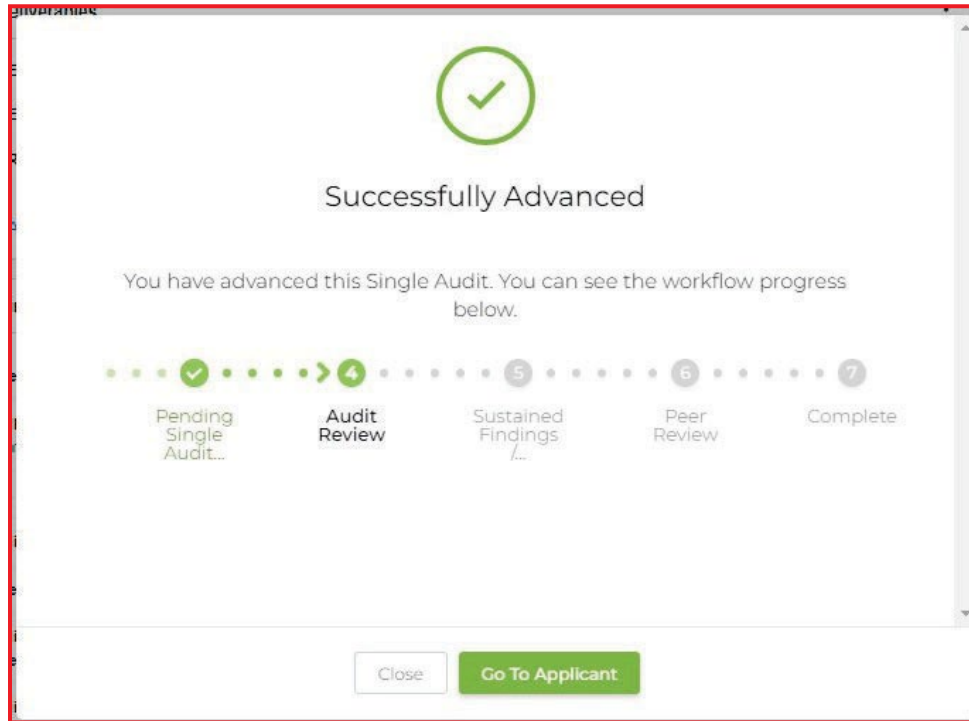 Successfully Advanced
You have advanced this Single Audit. You can see the workflow progress
below.
4 5 6 7
Pending Audit Sustained Peer Complete
Single Review Findings Review
Audit... /...
Close Go To Applicant